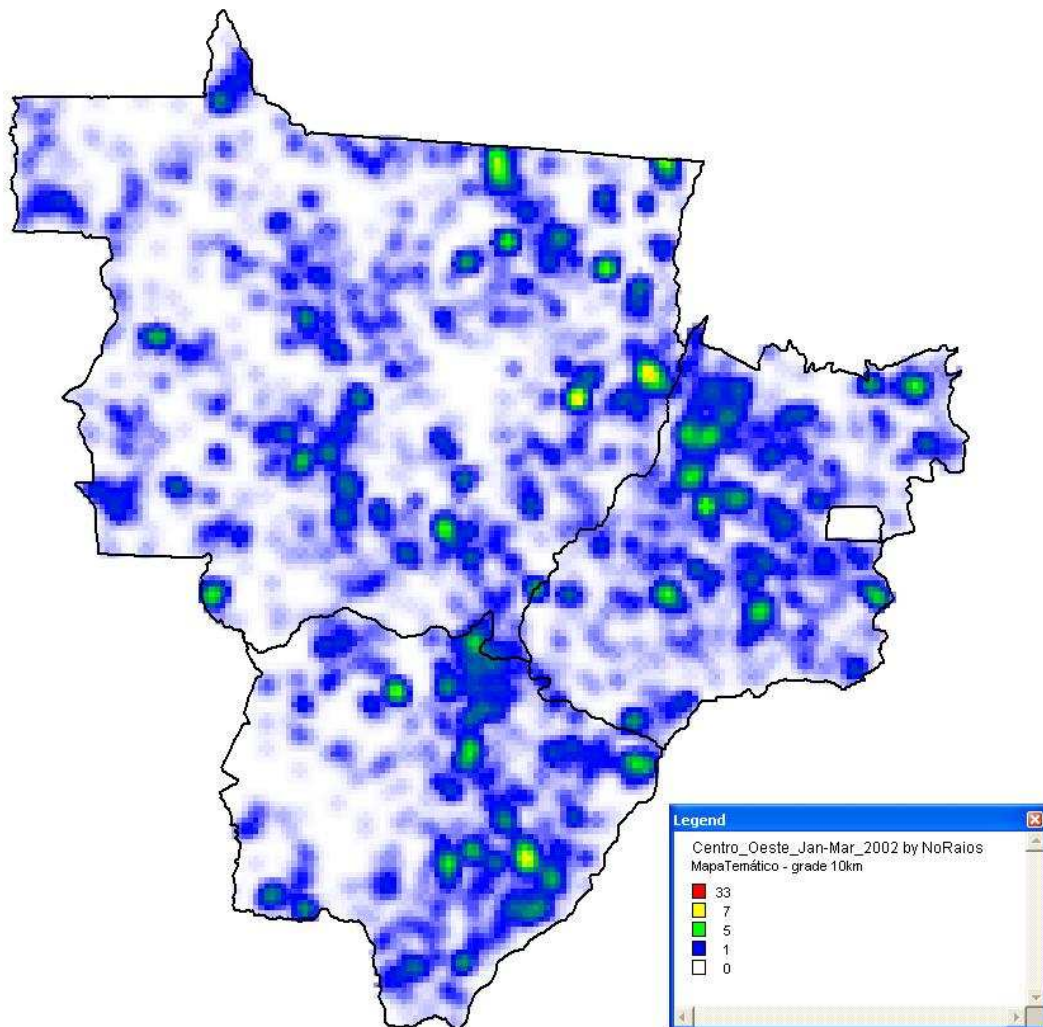 Legend
Centro_Oeste_Jan-Mar_2002 by NoRaios
MapaTemático - grade 10km
33
7
5
1
0